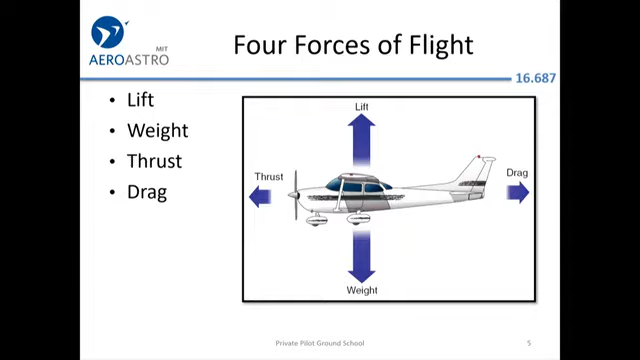 MIT
AEROASTRO
Four Forces of Flight
16.687
• Lift
• Weight
• Thrust
• Drag
Lift
Thrust
Drag
Weight
Private Pilot Ground School
5